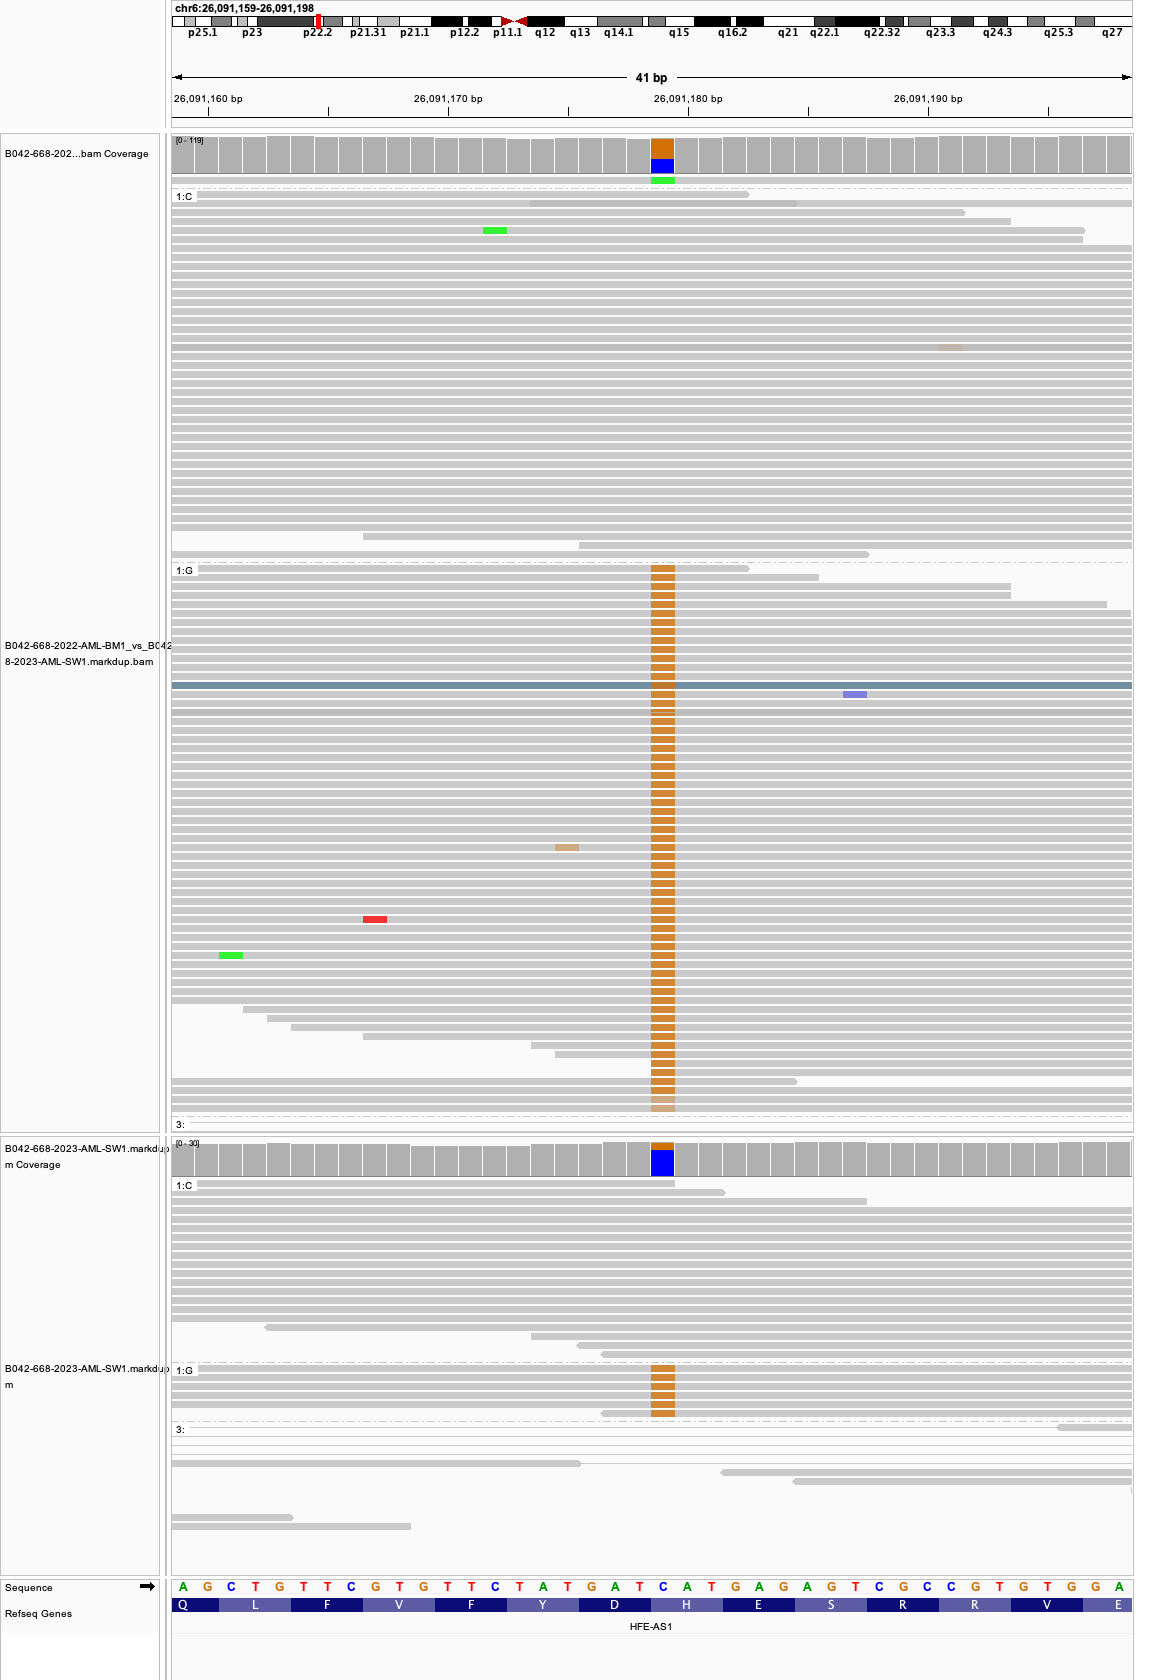 chr6:26,091,159-26,091,198
p25.1 p23 p22.2 p21.31 p21.1 p12.2 p11.1 q12 q13 q14.1 q15 q16.2 q21 q22.1 q22.32 q23.3 q24.3 q25.3 q27
41 bp
26,091,160 bp 26,091,170 bp 26,091,180 bp 26,091,190 bp
[0 - 119]
B042-668-202...bam Coverage
1:C
1:G
B042-668-2022-AML-BM1_vs_B042
8-2023-AML-SW1.markdup.bam
3:
[0 - 30]
B042-668-2023-AML-SW1.markdup
m Coverage
1:C
B042-668-2023-AML-SW1.markdup
m
1:G
3:
Sequence
A G C T G T T C G T G T T C T A T G A T C A T G A G A G T C G C C G T G T G G A
Refseq Genes
Q L F V F Y D H E S R R V E
HFE-AS1